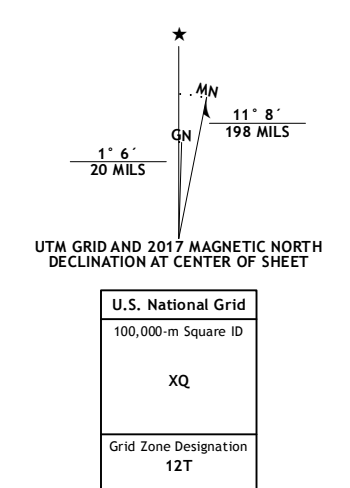 ★
MN
GN
11° 8´
198 MILS
1° 6´
20 MILS
UTM GRID AND 2017 MAGNETIC NORTH
DECLINATION AT CENTER OF SHEET
U.S. National Grid
100,000-m Square ID
XQ
Grid Zone Designation
12T